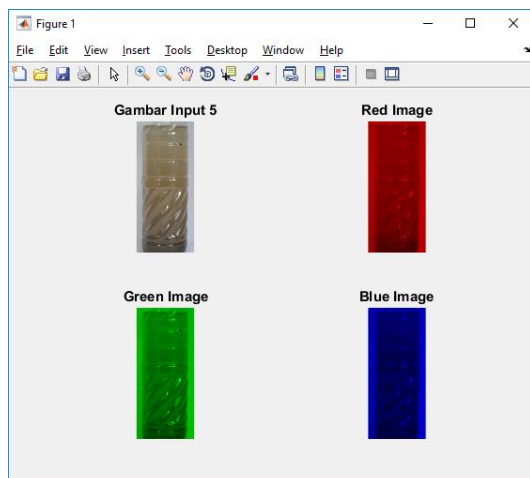 Figure 1
File Edit View Insert Tools Desktop Window Help
Gambar Input 5
Red Image
Green Image
Blue Image